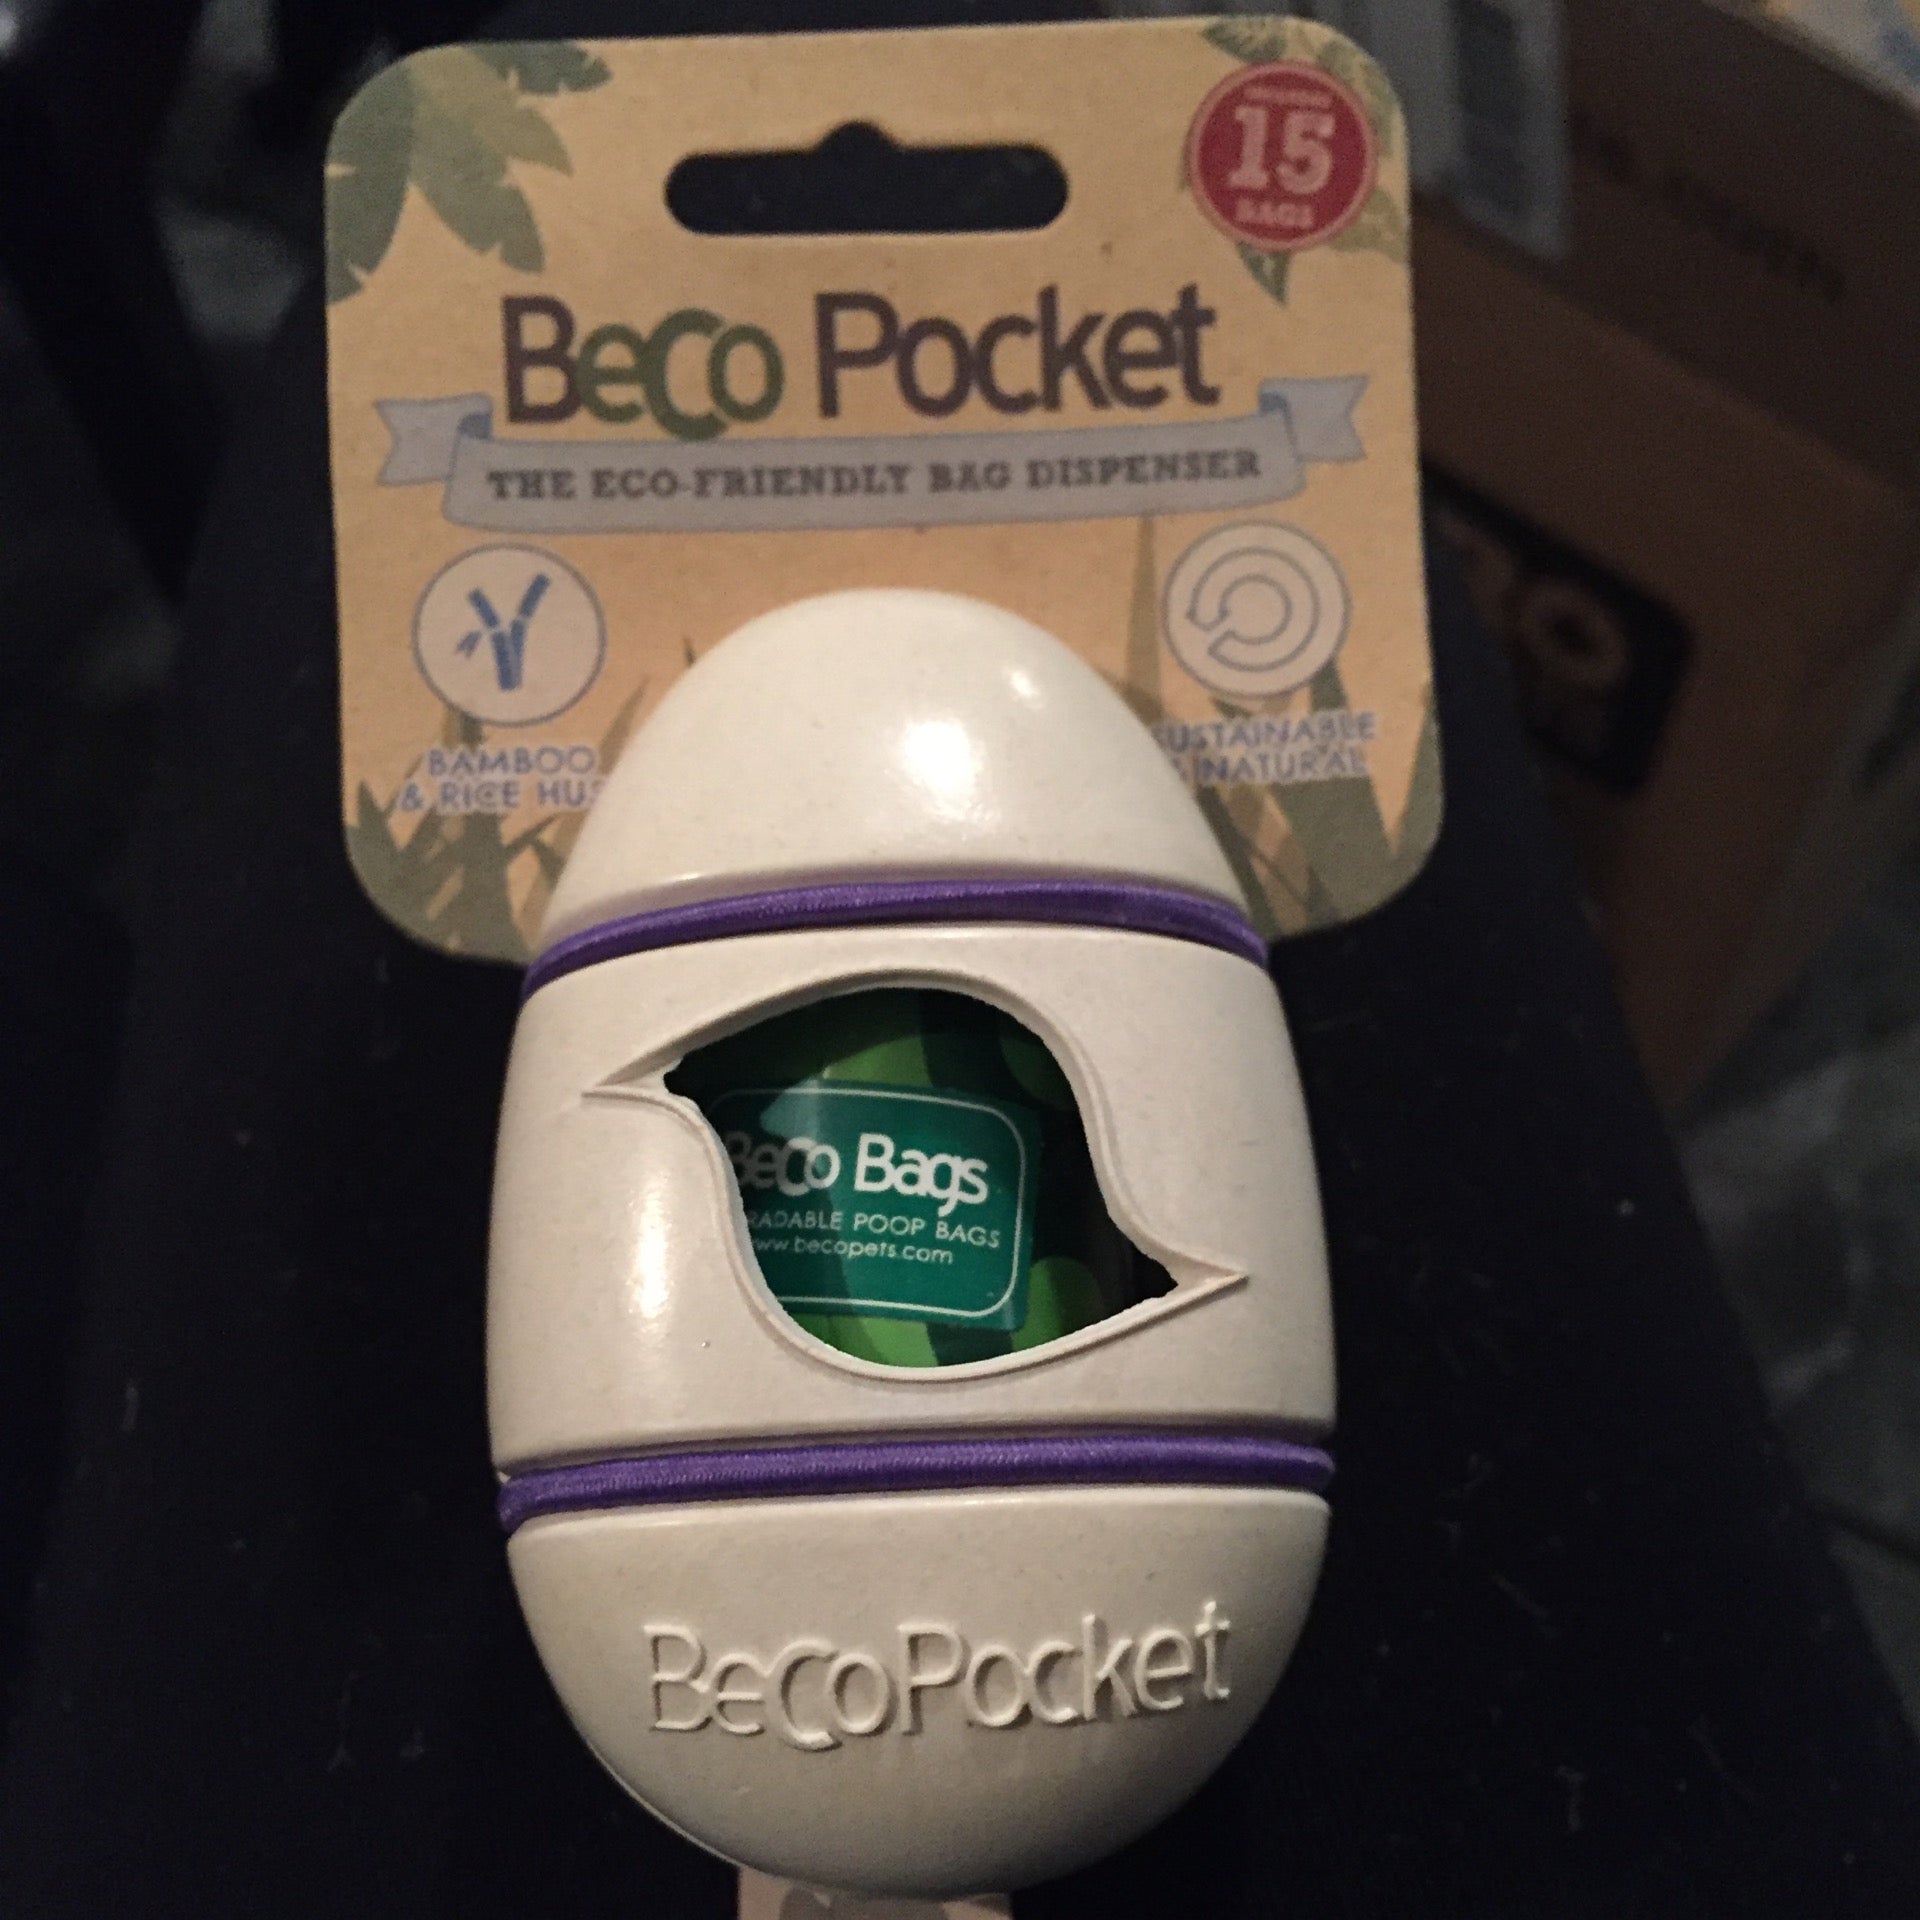 15
BAGS
BeCo Pocket
THE ECO-FRIENDLY BAG DISPENSER
BAMBOO
& RICE HUS
USTAINABLE
NATURAL
BeCo Bags
RADABLE POOP BAGS
www.becopets.com
BeCoPocket